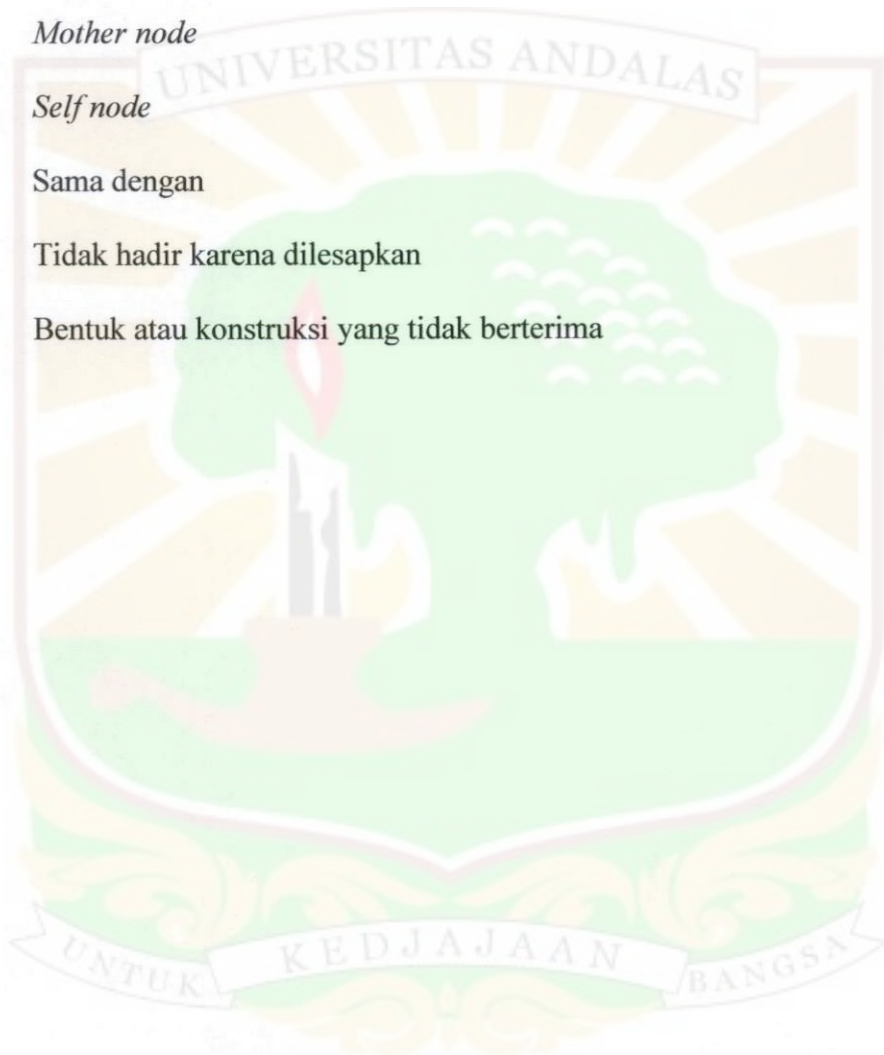 Mother node
UNIVERSITAS ANDALAS
Self node
Sama dengan
Tidak hadir karena dilesapkan
Bentuk atau konstruksi yang tidak berterima
UNTUK KEDJAJAAN BANGSA